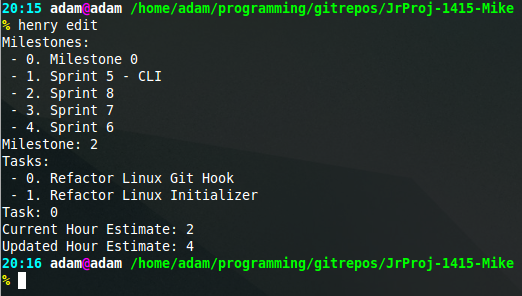 20:15 adam@adam /home/adam/programming/gitrepos/JrProj-1415-Mike
% henry edit
Milestones:
 - 0. Milestone 0
 - 1. Sprint 5 - CLI
 - 2. Sprint 8
 - 3. Sprint 7
 - 4. Sprint 6
Milestone: 2
Tasks:
 - 0. Refactor Linux Git Hook
 - 1. Refactor Linux Initializer
Task: 0
Current Hour Estimate: 2
Updated Hour Estimate: 4
20:16 adam@adam /home/adam/programming/gitrepos/JrProj-1415-Mike
%